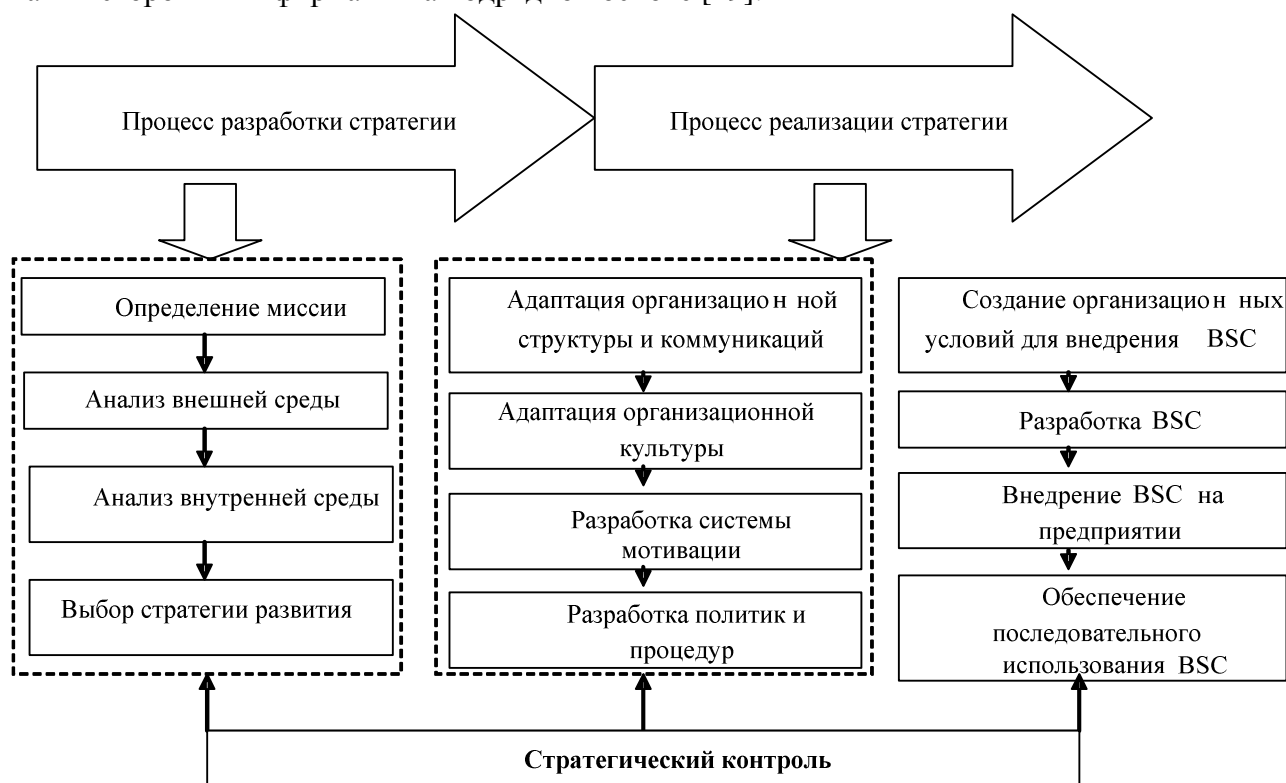 Процесс разработки стратегии
Процесс реализации стратегии
Определение миссии
Анализ внешней среды
Анализ внутренней среды
Выбор стратегии развития
Адаптация организацион ной
структуры и коммуникаций
Адаптация организационной
культуры
Разработка системы
мотивации
Разработка политик и
процедур
Создание организацион ных
условий для внедрения BSC
Разработка BSC
Внедрение BSC на
предприятии
Обеспечение
последовательного
использования BSC
Стратегический контроль